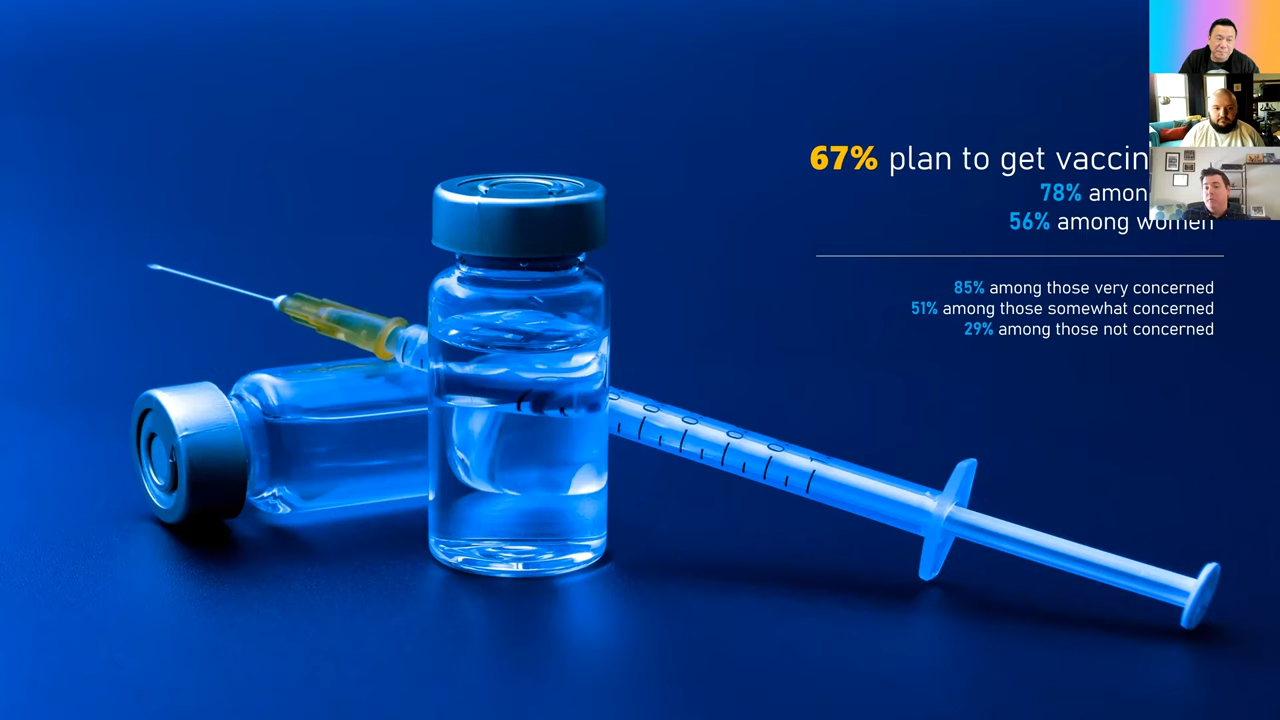 67% plan to get vaccin
78% amon
56% among women
85% among those very concerned
51% among those somewhat concerned
29% among those not concerned